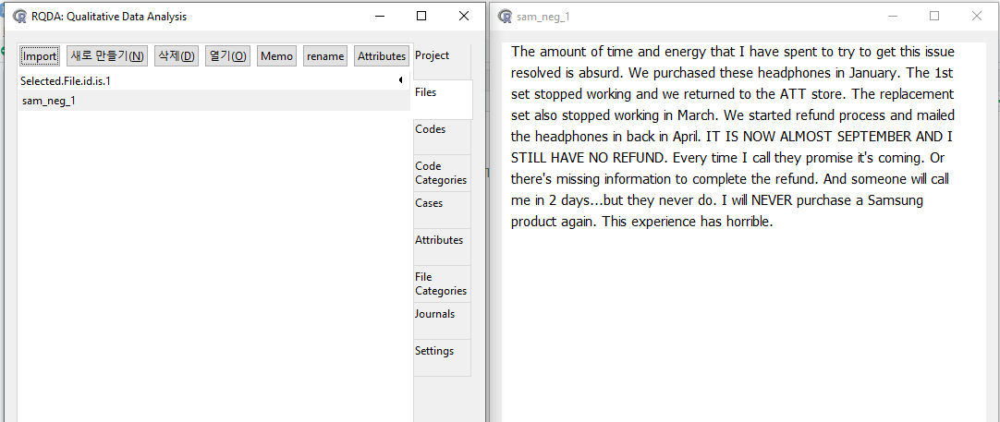 RQDA: Qualitative Data Analysis
Import 새로 만들기(N) 삭제(D) 열기(O) Memo rename Attributes
Selected.File.id.is.1
sam_neg_1
Project
Files
Codes
Code
Categories
Cases
Attributes
File
Categories
Journals
Settings
sam_neg_1
The amount of time and energy that I have spent to try to get this issue
resolved is absurd. We purchased these headphones in January. The 1st
set stopped working and we returned to the ATT store. The replacement
set also stopped working in March. We started refund process and mailed
the headphones in back in April. IT IS NOW ALMOST SEPTEMBER AND I
STILL HAVE NO REFUND. Every time I call they promise it's coming. Or
there's missing information to complete the refund. And someone will call
me in 2 days...but they never do. I will NEVER purchase a Samsung
product again. This experience has horrible.